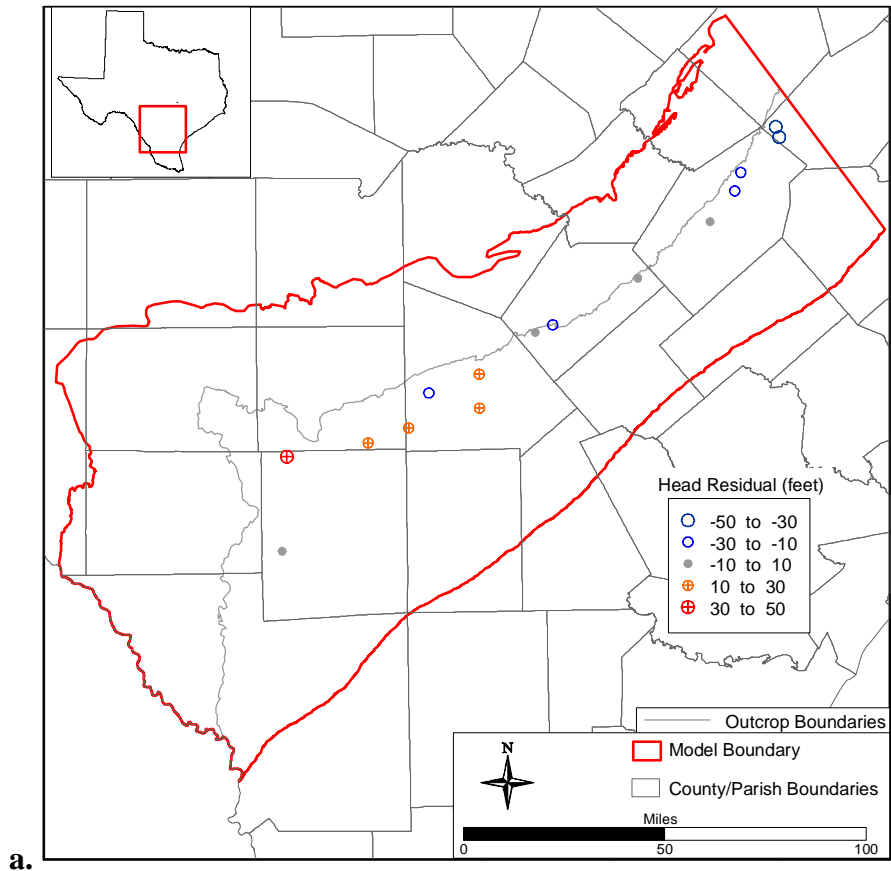 Head Residual (feet)
-50 to -30
-30 to -10
-10 to 10
10 to 30
30 to 50
Outcrop Boundaries
N
Model Boundary
County/Parish Boundaries
Miles
0 50 100
a.